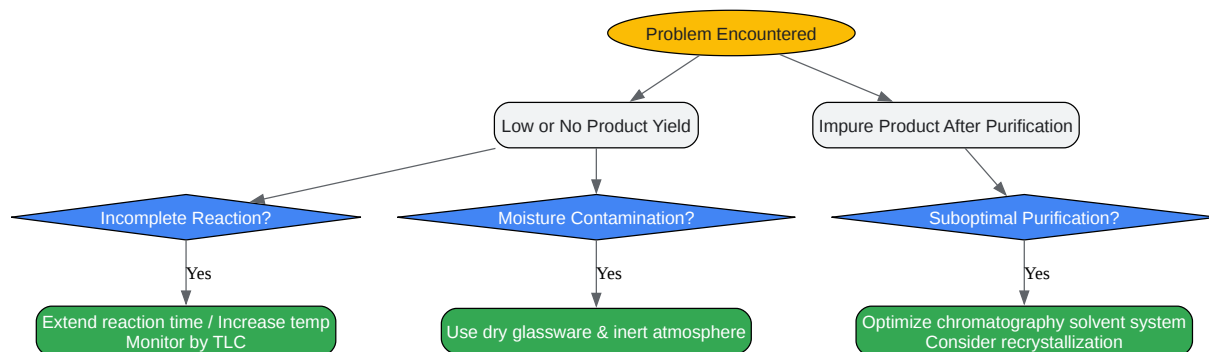 Problem Encountered
Low or No Product Yield
Impure Product After Purification
Incomplete Reaction?
Moisture Contamination?
Suboptimal Purification?
Yes
Yes
Yes
Extend reaction time / Increase temp
Monitor by TLC
Use dry glassware & inert atmosphere
Optimize chromatography solvent system
Consider recrystallization